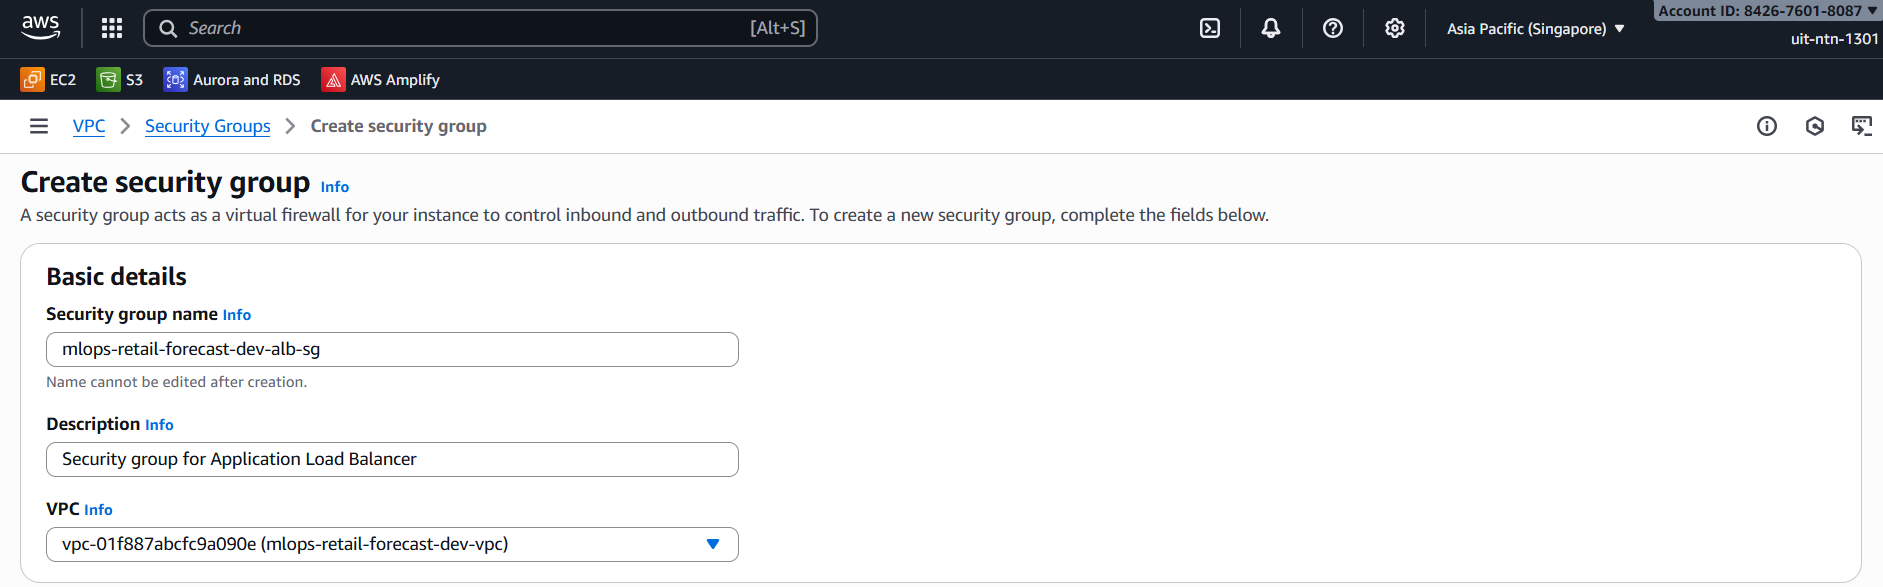 aws
Search [Alt+S]
Asia Pacific (Singapore)
Account ID: 8426-7601-8087
uit-ntn-1301
EC2 S3 Aurora and RDS AWS Amplify
VPC Security Groups Create security group
Create security group Info
A security group acts as a virtual firewall for your instance to control inbound and outbound traffic. To create a new security group, complete the fields below.
Basic details
Security group name Info
mlops-retail-forecast-dev-alb-sg
Name cannot be edited after creation.
Description Info
Security group for Application Load Balancer
VPC Info
vpc-01f887abcfc9a090e (mlops-retail-forecast-dev-vpc)